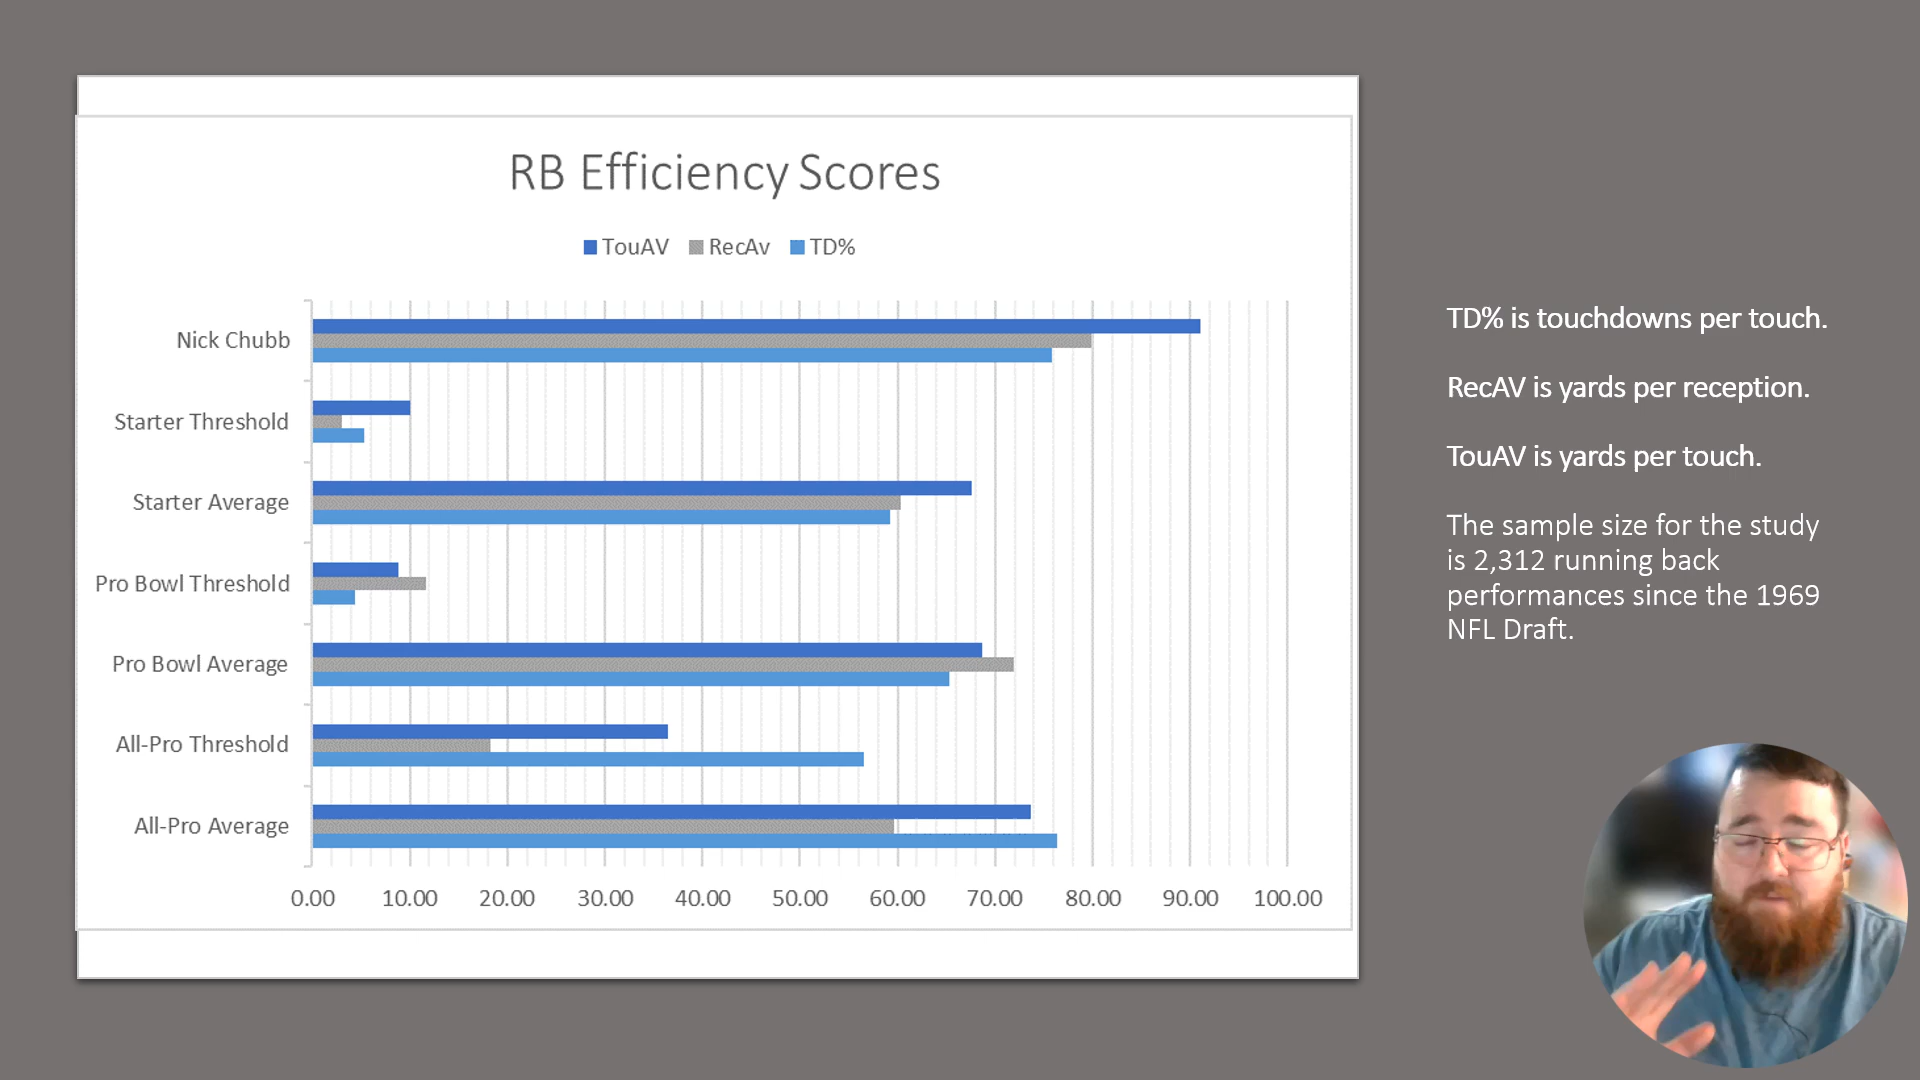 RB Efficiency Scores
TouAV RecAv TD%
Nick Chubb
Starter Threshold
Starter Average
Pro Bowl Threshold
Pro Bowl Average
All-Pro Threshold
All-Pro Average
0.00 10.00 20.00 30.00 40.00 50.00 60.00 70.00 80.00 90.00 100.00
TD% is touchdowns per touch.
RecAV is yards per reception.
TouAV is yards per touch.
The sample size for the study
is 2,312 running back
performances since the 1969
NFL Draft.